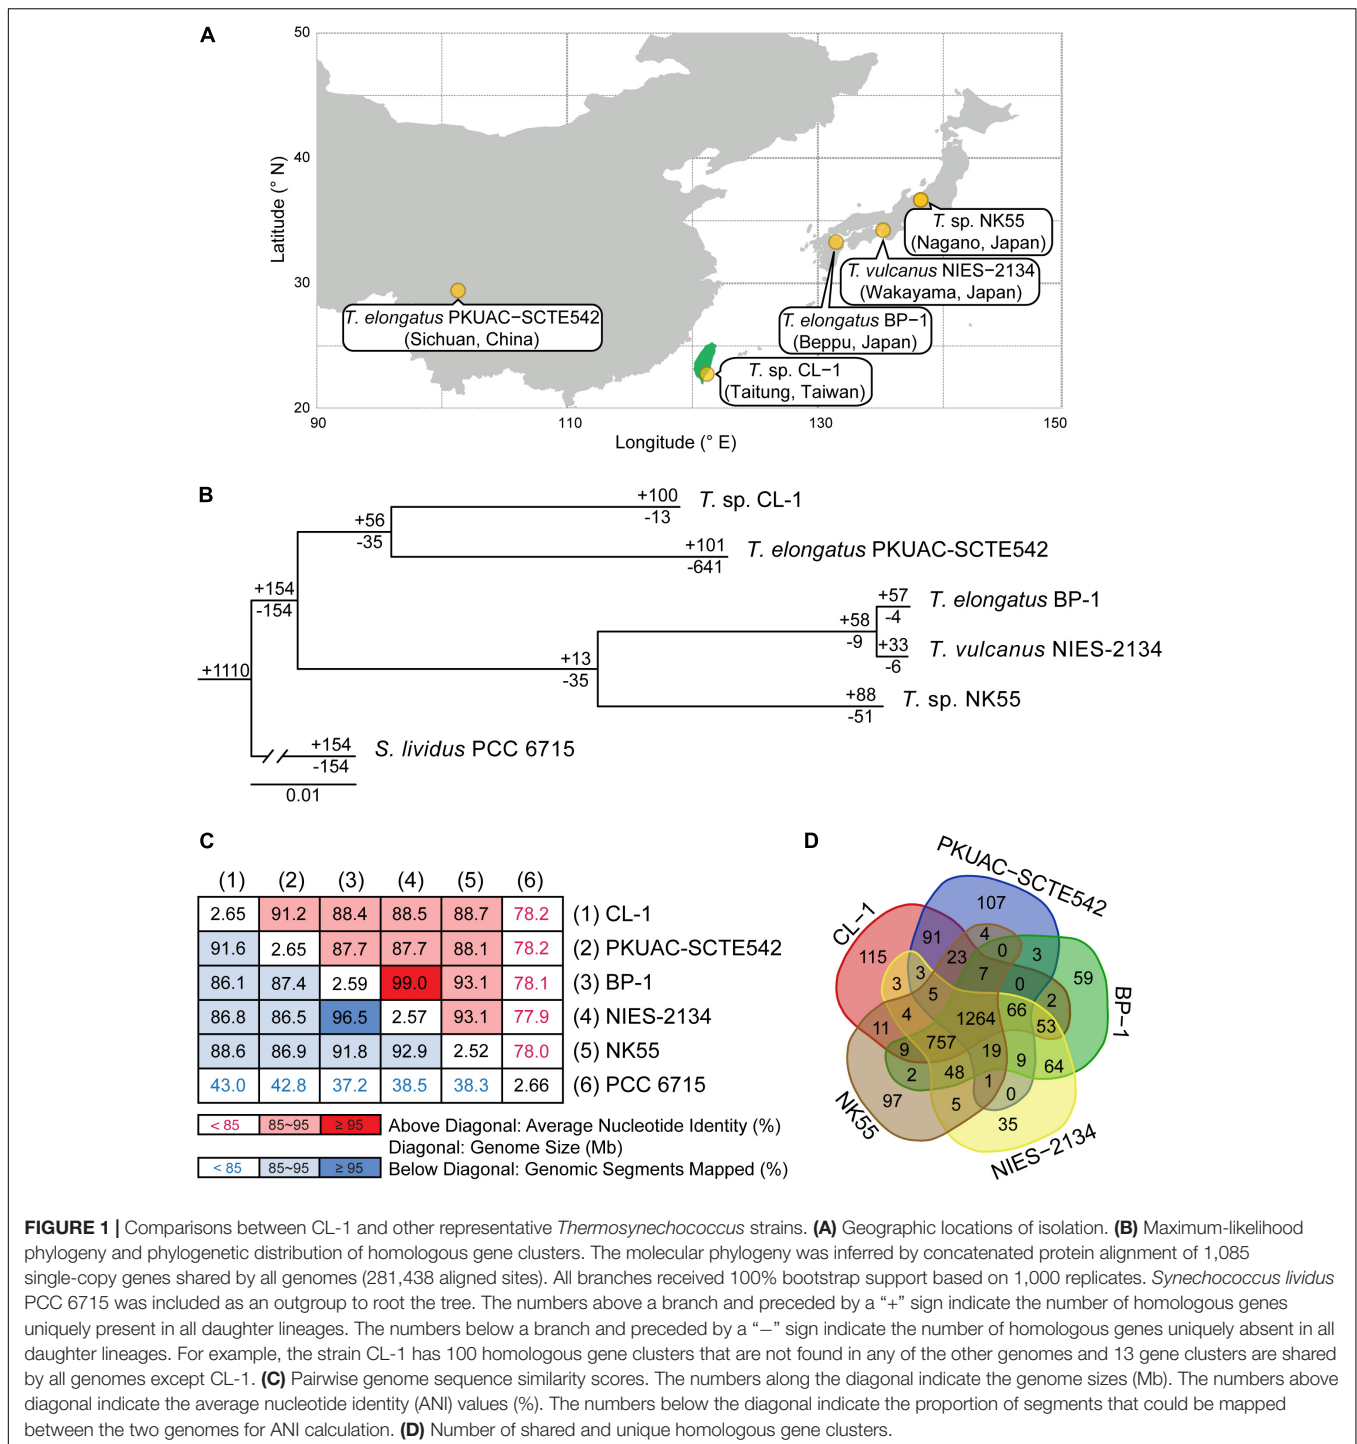 A
50
40
30
20
90
110
130
150
Latitude (° N)
Longitude (° E)
T. sp. NK55
(Nagano, Japan)
T. vulcanus NIES−2134
(Wakayama, Japan)
T. elongatus BP−1
(Beppu, Japan)
T. elongatus PKUAC−SCTE542
(Sichuan, China)
T. sp. CL−1
(Taitung, Taiwan)
B
+100
-13
T. sp. CL-1
+56
-35
+101
-641
T. elongatus PKUAC-SCTE542
+154
-154
+57
-4
T. elongatus BP-1
+58
-9
+33
-6
T. vulcanus NIES-2134
+13
-35
+1110
+88
-51
T. sp. NK55
+154
-154
S. lividus PCC 6715
0.01
C
(1) (2) (3) (4) (5) (6)
2.65 91.2 88.4 88.5 88.7 78.2 (1) CL-1
91.6 2.65 87.7 87.7 88.1 78.2 (2) PKUAC-SCTE542
86.1 87.4 2.59 99.0 93.1 78.1 (3) BP-1
86.8 86.5 96.5 2.57 93.1 77.9 (4) NIES-2134
88.6 86.9 91.8 92.9 2.52 78.0 (5) NK55
43.0 42.8 37.2 38.5 38.3 2.66 (6) PCC 6715
< 85 85~95 ≥ 95 Above Diagonal: Average Nucleotide Identity (%)
Diagonal: Genome Size (Mb)
< 85 85~95 ≥ 95 Below Diagonal: Genomic Segments Mapped (%)
D
PKUAC−SCTE542
CL−1
BP−1
NK55
NIES−2134
107
91 4 0 3
115 23 59
3 3 5 7 0 2
4 1264 66 53
11 9 757 19 9 64
2 48 1 0
97 5 35
FIGURE 1 | Comparisons between CL-1 and other representative Thermosynechococcus strains. (A) Geographic locations of isolation. (B) Maximum-likelihood
phylogeny and phylogenetic distribution of homologous gene clusters. The molecular phylogeny was inferred by concatenated protein alignment of 1,085
single-copy genes shared by all genomes (281,438 aligned sites). All branches received 100% bootstrap support based on 1,000 replicates. Synechococcus lividus
PCC 6715 was included as an outgroup to root the tree. The numbers above a branch and preceded by a “+” sign indicate the number of homologous genes
uniquely present in all daughter lineages. The numbers below a branch and preceded by a “−” sign indicate the number of homologous genes uniquely absent in all
daughter lineages. For example, the strain CL-1 has 100 homologous gene clusters that are not found in any of the other genomes and 13 gene clusters are shared
by all genomes except CL-1. (C) Pairwise genome sequence similarity scores. The numbers along the diagonal indicate the genome sizes (Mb). The numbers above
diagonal indicate the average nucleotide identity (ANI) values (%). The numbers below the diagonal indicate the proportion of segments that could be mapped
between the two genomes for ANI calculation. (D) Number of shared and unique homologous gene clusters.